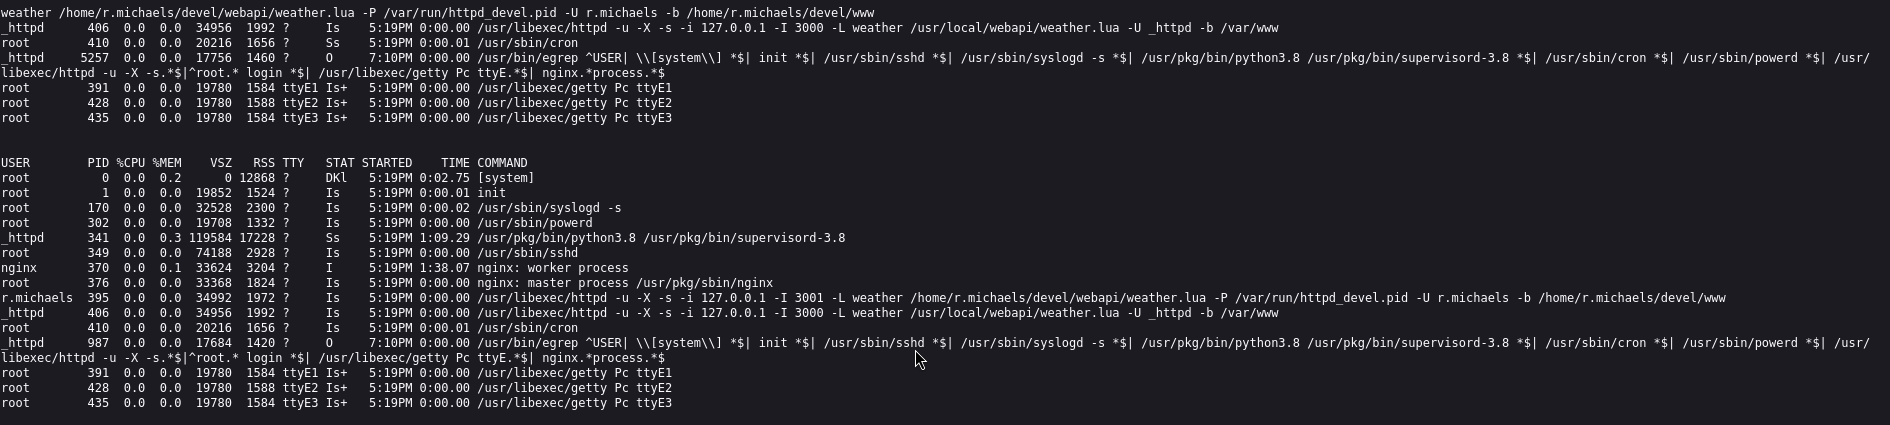 weather /home/r.michaels/devel/webapi/weather.lua -P /var/run/httpd_devel.pid -U r.michaels -b /home/r.michaels/devel/www
_httpd      406  0.0  0.0  34956  1992 ?     Is    5:19PM 0:00.00 /usr/libexec/httpd -u -X -s -i 127.0.0.1 -I 3000 -L weather /usr/local/webapi/weather.lua -U _httpd -b /var/www
root        410  0.0  0.0  20216  1656 ?     Ss    5:19PM 0:00.01 /usr/sbin/cron
_httpd     5257  0.0  0.0  17756  1460 ?     O     7:10PM 0:00.00 /usr/bin/egrep ^USER| \\[system\\] *$| init *$| /usr/sbin/sshd *$| /usr/sbin/syslogd -s *$| /usr/pkg/bin/python3.8 /usr/pkg/bin/supervisord-3.8 *$| /usr/sbin/cron *$| /usr/sbin/powerd *$| /usr/
libexec/httpd -u -X -s.*$|^root.* login *$| /usr/libexec/getty Pc ttyE.*$| nginx.*process.*$
root        391  0.0  0.0  19780  1584 ttyE1 Is+   5:19PM 0:00.00 /usr/libexec/getty Pc ttyE1
root        428  0.0  0.0  19780  1588 ttyE2 Is+   5:19PM 0:00.00 /usr/libexec/getty Pc ttyE2
root        435  0.0  0.0  19780  1584 ttyE3 Is+   5:19PM 0:00.00 /usr/libexec/getty Pc ttyE3
USER        PID %CPU %MEM    VSZ   RSS TTY   STAT STARTED    TIME COMMAND
root          0  0.0  0.2      0 12868 ?     DKl   5:19PM 0:02.75 [system]
root          1  0.0  0.0  19852  1524 ?     Is    5:19PM 0:00.01 init
root        170  0.0  0.0  32528  2300 ?     Is    5:19PM 0:00.02 /usr/sbin/syslogd -s
root        302  0.0  0.0  19708  1332 ?     Is    5:19PM 0:00.00 /usr/sbin/powerd
_httpd      341  0.0  0.3 119584 17228 ?     Ss    5:19PM 1:09.29 /usr/pkg/bin/python3.8 /usr/pkg/bin/supervisord-3.8
root        349  0.0  0.0  74188  2928 ?     Is    5:19PM 0:00.00 /usr/sbin/sshd
nginx       370  0.0  0.1  33624  3204 ?     I     5:19PM 1:38.07 nginx: worker process
root        376  0.0  0.0  33368  1824 ?     Is    5:19PM 0:00.00 nginx: master process /usr/pkg/sbin/nginx
r.michaels  395  0.0  0.0  34992  1972 ?     Is    5:19PM 0:00.00 /usr/libexec/httpd -u -X -s -i 127.0.0.1 -I 3001 -L weather /home/r.michaels/devel/webapi/weather.lua -P /var/run/httpd_devel.pid -U r.michaels -b /home/r.michaels/devel/www
_httpd      406  0.0  0.0  34956  1992 ?     Is    5:19PM 0:00.00 /usr/libexec/httpd -u -X -s -i 127.0.0.1 -I 3000 -L weather /usr/local/webapi/weather.lua -U _httpd -b /var/www
root        410  0.0  0.0  20216  1656 ?     Is    5:19PM 0:00.01 /usr/sbin/cron
_httpd      987  0.0  0.0  17684  1420 ?     O     7:10PM 0:00.00 /usr/bin/egrep ^USER| \\[system\\] *$| init *$| /usr/sbin/sshd *$| /usr/sbin/syslogd -s *$| /usr/pkg/bin/python3.8 /usr/pkg/bin/supervisord-3.8 *$| /usr/sbin/cron *$| /usr/sbin/powerd *$| /usr/
libexec/httpd -u -X -s.*$|^root.* login *$| /usr/libexec/getty Pc ttyE.*$| nginx.*process.*$
root        391  0.0  0.0  19780  1584 ttyE1 Is+   5:19PM 0:00.00 /usr/libexec/getty Pc ttyE1
root        428  0.0  0.0  19780  1588 ttyE2 Is+   5:19PM 0:00.00 /usr/libexec/getty Pc ttyE2
root        435  0.0  0.0  19780  1584 ttyE3 Is+   5:19PM 0:00.00 /usr/libexec/getty Pc ttyE3